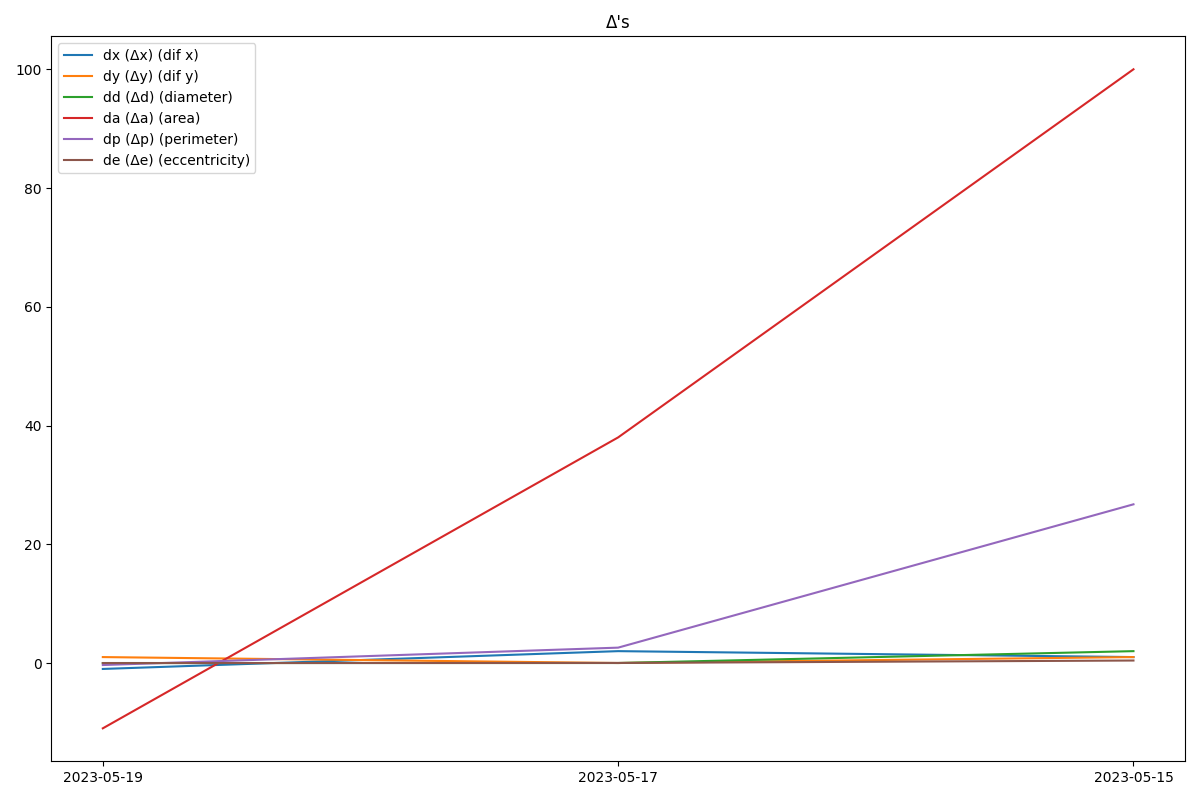 Δ's
dx (Δx) (dif x)
dy (Δy) (dif y)
dd (Δd) (diameter)
da (Δa) (area)
dp (Δp) (perimeter)
de (Δe) (eccentricity)
100
80
60
40
20
0
2023-05-19
2023-05-17
2023-05-15